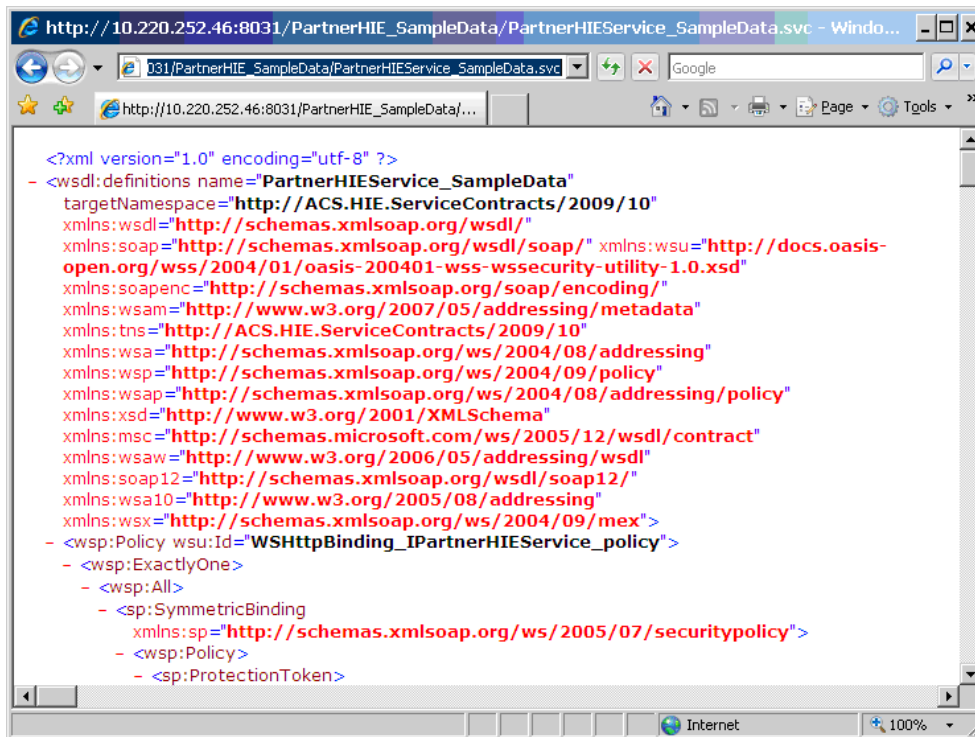 http://10.220.252.46:8031/PartnerHIE_SampleData/PartnerHIEService_SampleData.svc - Windo...
031/PartnerHIE_SampleData/PartnerHIEService_SampleData.svc
Google
http://10.220.252.46:8031/PartnerHIE_SampleData/...
Page
Tools
<?xml version="1.0" encoding="utf-8" ?>
- <wsdl:definitions name="PartnerHIEService_SampleData"
targetNamespace="http://ACS.HIE.ServiceContracts/2009/10"
xmlns:wsdl="http://schemas.xmlsoap.org/wsdl/"
xmlns:soap="http://schemas.xmlsoap.org/wsdl/soap/" xmlns:wsu="http://docs.oasis-
open.org/wss/2004/01/oasis-200401-wss-wssecurity-utility-1.0.xsd"
xmlns:soapenc="http://schemas.xmlsoap.org/soap/encoding/"
xmlns:wsam="http://www.w3.org/2007/05/addressing/metadata"
xmlns:tns="http://ACS.HIE.ServiceContracts/2009/10"
xmlns:wsa="http://schemas.xmlsoap.org/ws/2004/08/addressing"
xmlns:wsp="http://schemas.xmlsoap.org/ws/2004/09/policy"
xmlns:wsap="http://schemas.xmlsoap.org/ws/2004/08/addressing/policy"
xmlns:xsd="http://www.w3.org/2001/XMLSchema"
xmlns:msc="http://schemas.microsoft.com/ws/2005/12/wsdl/contract"
xmlns:wsaw="http://www.w3.org/2006/05/addressing/wsdl"
xmlns:soap12="http://schemas.xmlsoap.org/wsdl/soap12/"
xmlns:wsa10="http://www.w3.org/2005/08/addressing"
xmlns:wsx="http://schemas.xmlsoap.org/ws/2004/09/mex">
- <wsp:Policy wsu:Id="WSHttpBinding_IPartnerHIEService_policy">
- <wsp:ExactlyOne>
- <wsp:All>
- <sp:SymmetricBinding
xmlns:sp="http://schemas.xmlsoap.org/ws/2005/07/securitypolicy">
- <wsp:Policy>
- <sp:ProtectionToken>
Internet
100%